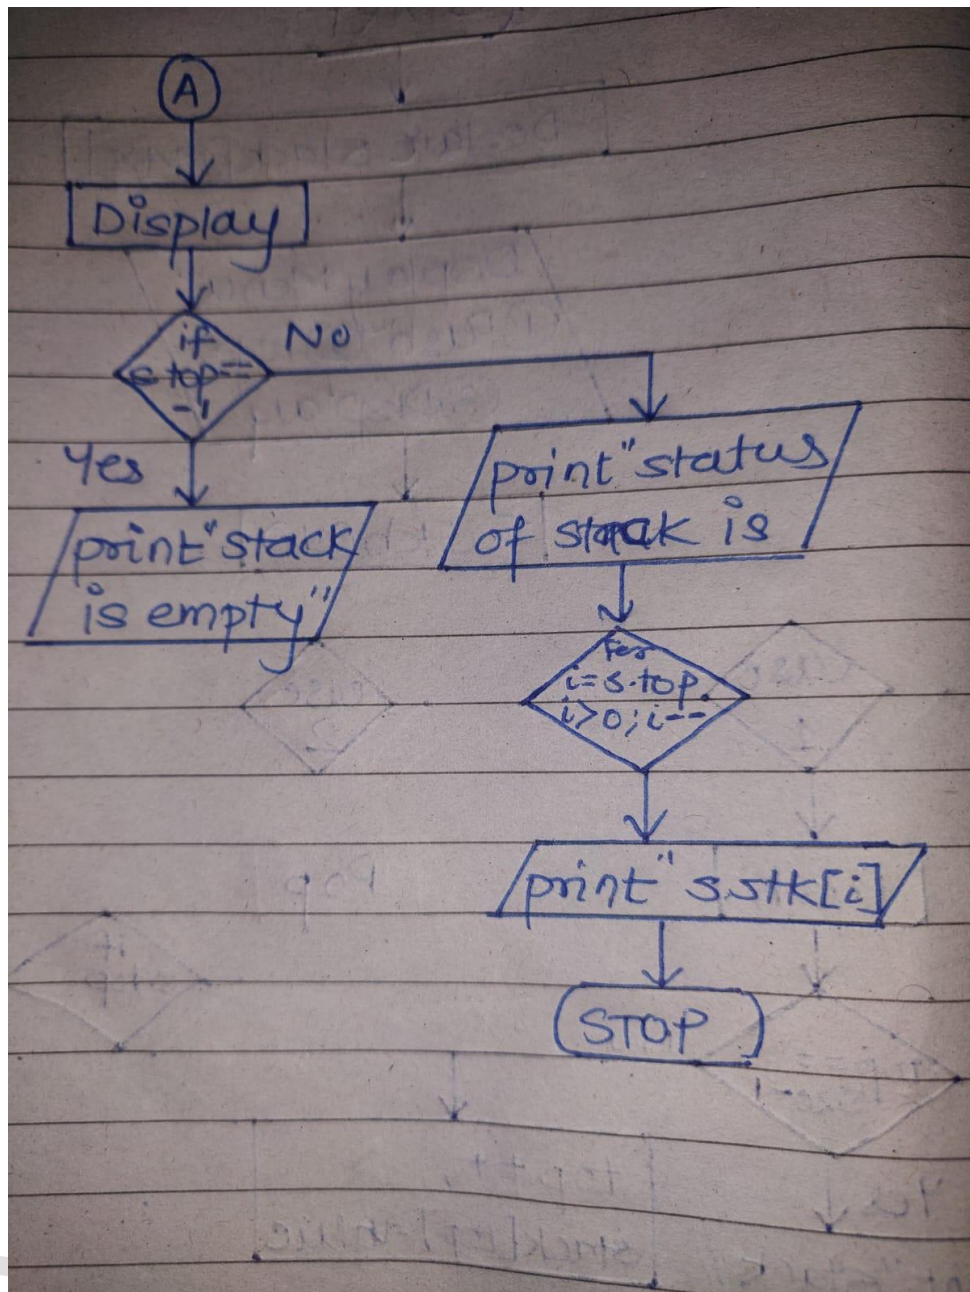 A
Display
if
s top==
-1
No
Yes
print "stack
is empty"
print "status
of stack is
For
i=s.top
i>0; i--
print " s.stk[i]
STOP